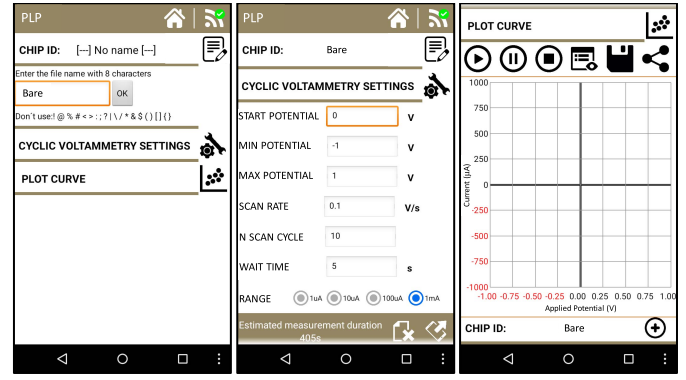 PLP
CHIP ID: [---] No name [---]
Enter the file name with 8 characters
Bare OK
Don´t use:! @ % # < > : ; ? | \ / * & $ ( ) [ ] { }
CYCLIC VOLTAMMETRY SETTINGS
PLOT CURVE
PLP
CHIP ID: Bare
CYCLIC VOLTAMMETRY SETTINGS
START POTENTIAL 0 V
MIN POTENTIAL -1 V
MAX POTENTIAL 1 V
SCAN RATE 0.1 V/s
N SCAN CYCLE 10
WAIT TIME 5 s
RANGE 1uA 10uA 100uA 1mA
Estimated measurement duration
405s
PLOT CURVE
Current (µA)
1000
750
500
250
0
-250
-500
-750
-1000
-1.00 -0.75 -0.50 -0.25 0.00 0.25 0.50 0.75 1.00
Applied Potential (V)
CHIP ID: Bare